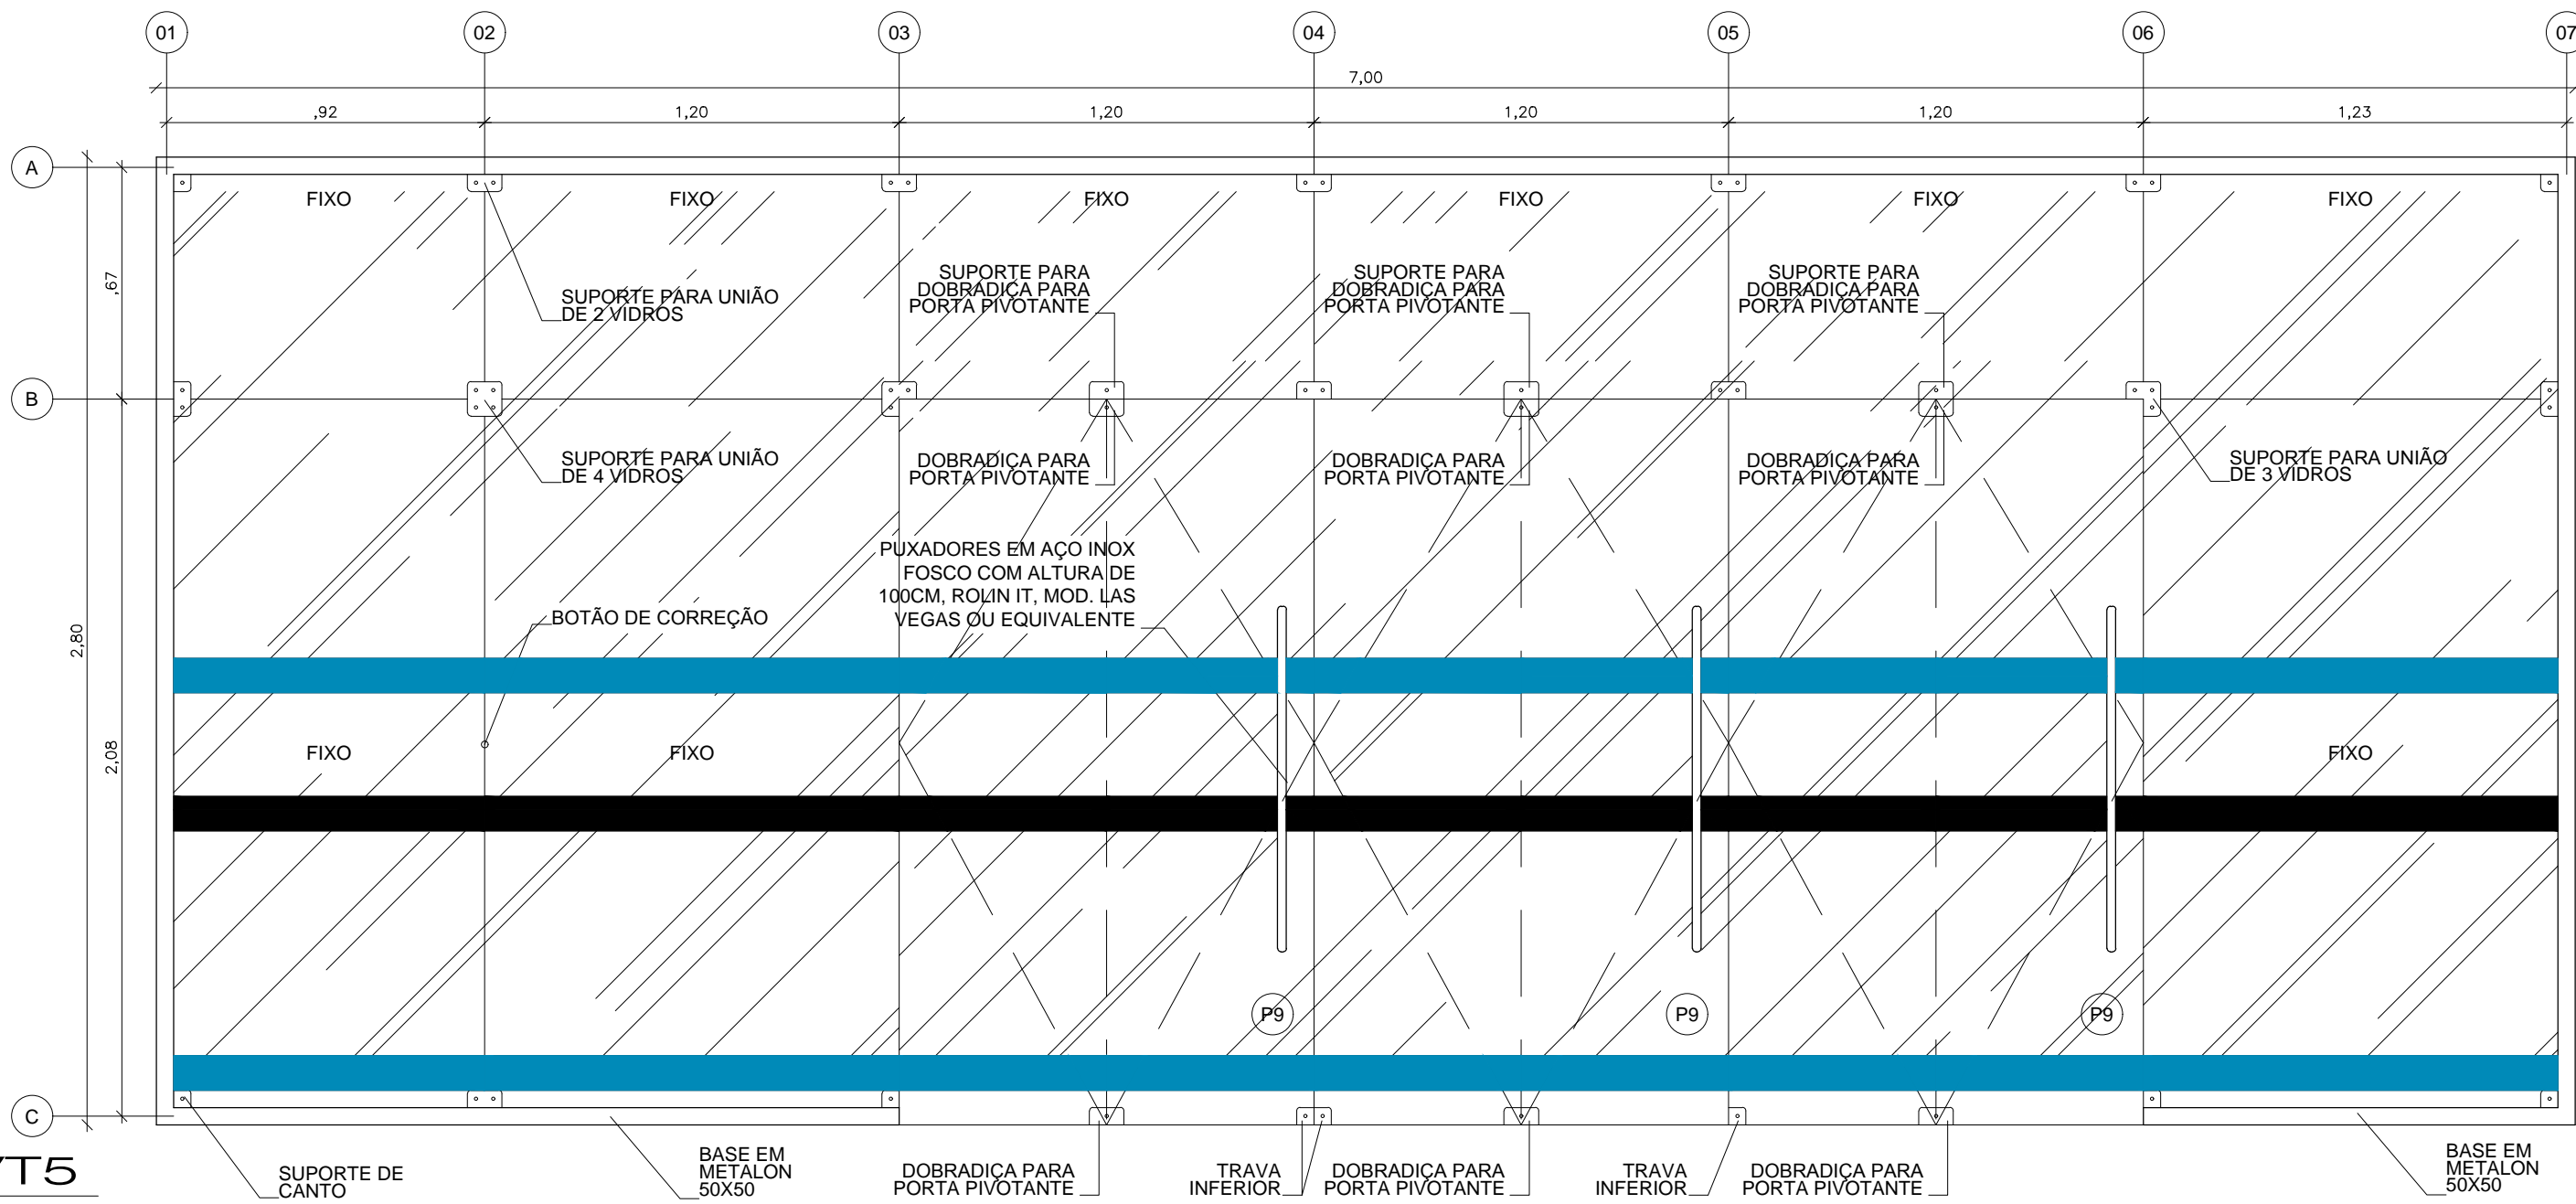 01 02 03 04 05 06 07
7,00
,92 1,20 1,20 1,20 1,20 1,23
A
FIXO FIXO FIXO FIXO FIXO FIXO
,67
SUPORTE PARA UNIÃO
DE 2 VIDROS
SUPORTE PARA
DOBRADIÇA PARA
PORTA PIVOTANTE
SUPORTE PARA
DOBRADIÇA PARA
PORTA PIVOTANTE
SUPORTE PARA
DOBRADIÇA PARA
PORTA PIVOTANTE
B
SUPORTE PARA UNIÃO
DE 4 VIDROS
DOBRADIÇA PARA
PORTA PIVOTANTE
DOBRADIÇA PARA
PORTA PIVOTANTE
DOBRADIÇA PARA
PORTA PIVOTANTE
SUPORTE PARA UNIÃO
DE 3 VIDROS
PUXADORES EM AÇO INOX
FOSCO COM ALTURA DE
100CM, ROLIN IT, MOD. LAS
VEGAS OU EQUIVALENTE
BOTÃO DE CORREÇÃO
2,80
2,08
FIXO FIXO FIXO
P9 P9 P9
C
T5
SUPORTE DE
CANTO
BASE EM
METALON
50X50
DOBRADIÇA PARA
PORTA PIVOTANTE
TRAVA
INFERIOR
DOBRADIÇA PARA
PORTA PIVOTANTE
TRAVA
INFERIOR
DOBRADIÇA PARA
PORTA PIVOTANTE
BASE EM
METALON
50X50